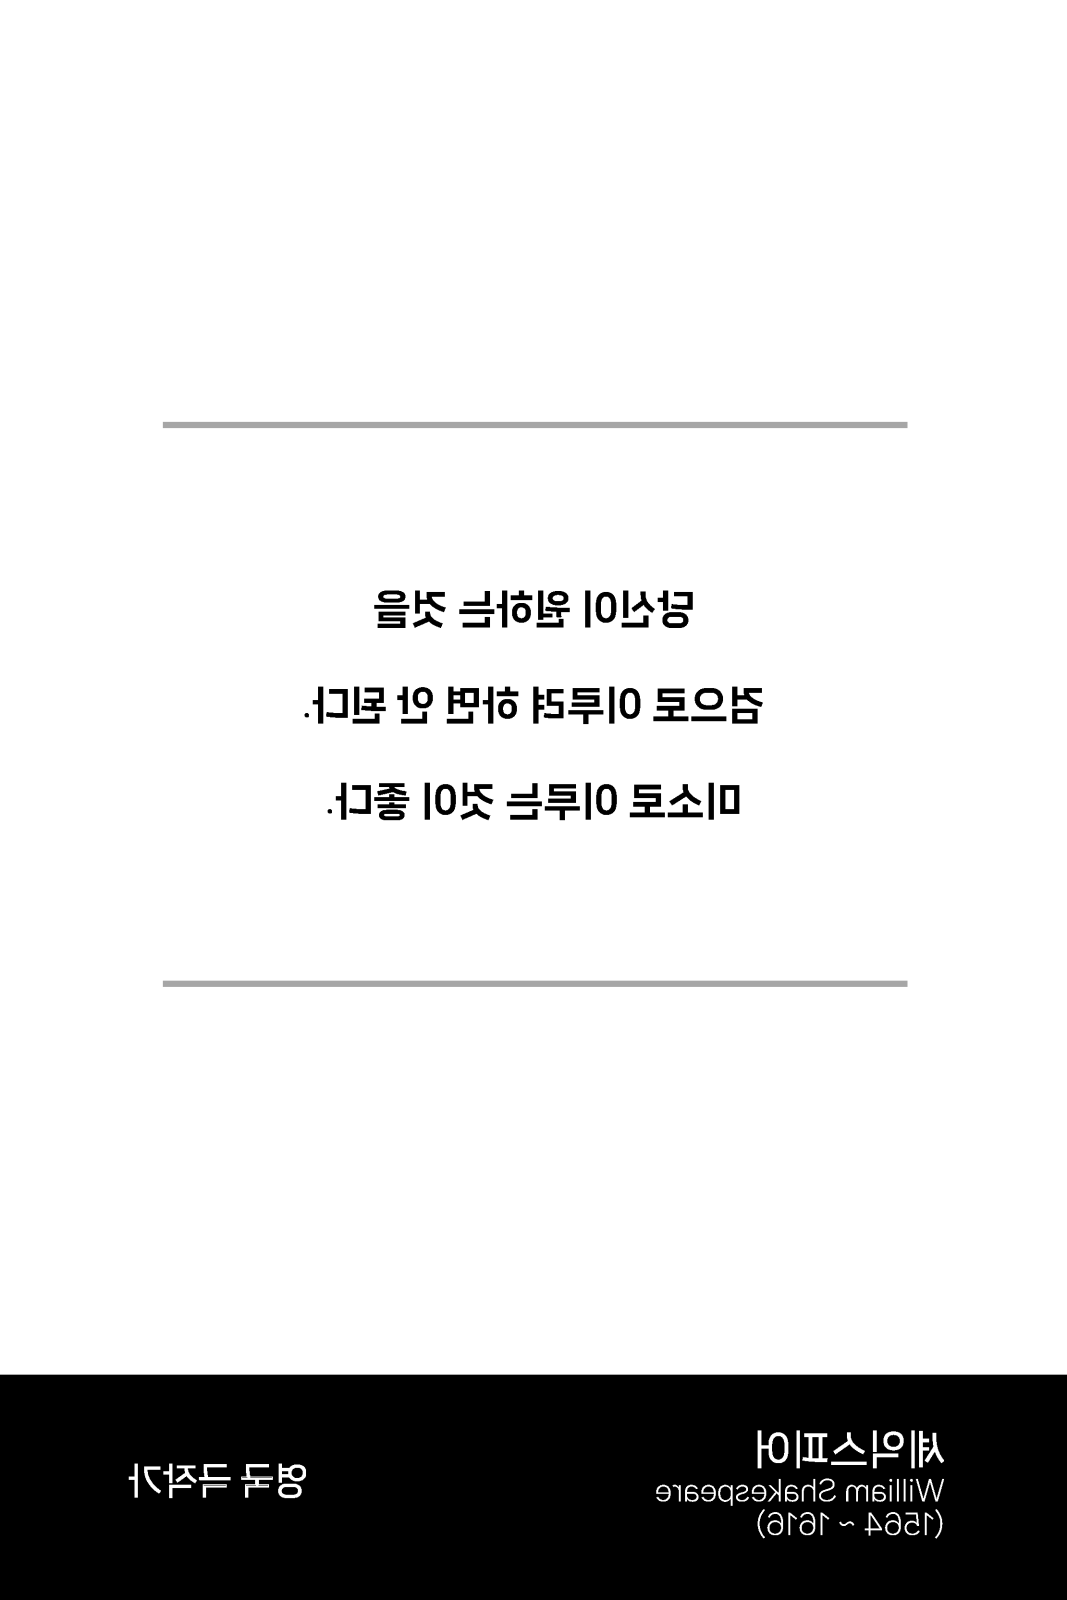 당신이 원하는 것을
검으로 이루려 하면 안 된다.
미소로 이루는 것이 좋다.
셰익스피어
William Shakespeare
(1564 ~ 1616)
영국 극작가